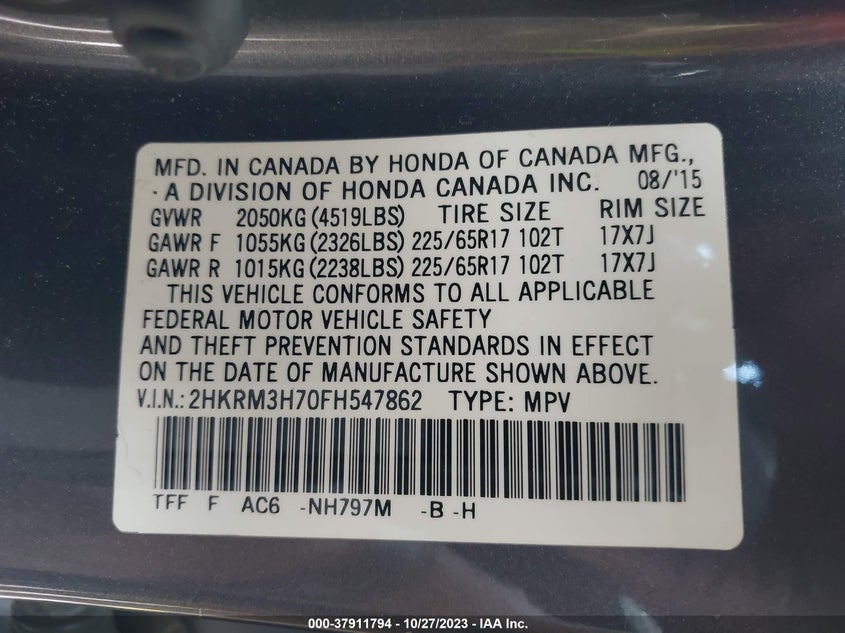 MFD. IN CANADA BY HONDA OF CANADA MFG.,
- A DIVISION OF HONDA CANADA INC. 08/'15
GVWR 2050KG (4519LBS) TIRE SIZE RIM SIZE
GAWR F 1055KG (2326LBS) 225/65R17 102T 17X7J
GAWR R 1015KG (2238LBS) 225/65R17 102T 17X7J
THIS VEHICLE CONFORMS TO ALL APPLICABLE
FEDERAL MOTOR VEHICLE SAFETY
AND THEFT PREVENTION STANDARDS IN EFFECT
ON THE DATE OF MANUFACTURE SHOWN ABOVE.
V.I.N.: 2HKRM3H70FH547862 TYPE: MPV
TFF F AC6 -NH797M -B -H
000-37911794 - 10/27/2023 - IAA Inc.